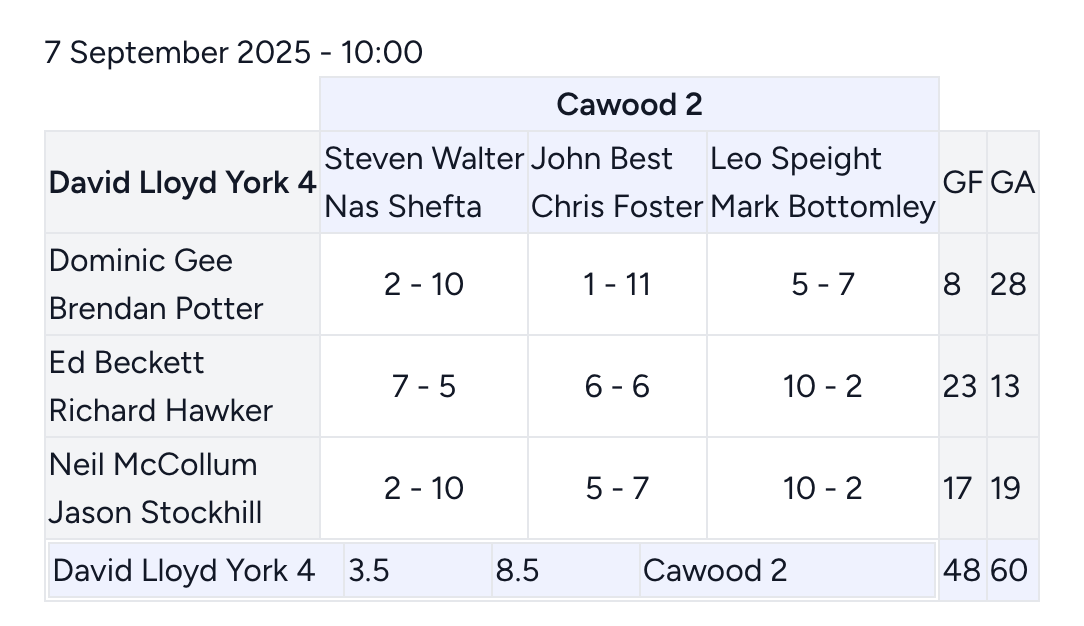 7 September 2025 - 10:00
Cawood 2
David Lloyd York 4 Steven Walter Nas Shefta John Best Chris Foster Leo Speight Mark Bottomley GF GA
Dominic Gee Brendan Potter 2 - 10 1 - 11 5 - 7 8 28
Ed Beckett Richard Hawker 7 - 5 6 - 6 10 - 2 23 13
Neil McCollum Jason Stockhill 2 - 10 5 - 7 10 - 2 17 19
David Lloyd York 4 3.5 8.5 Cawood 2 48 60